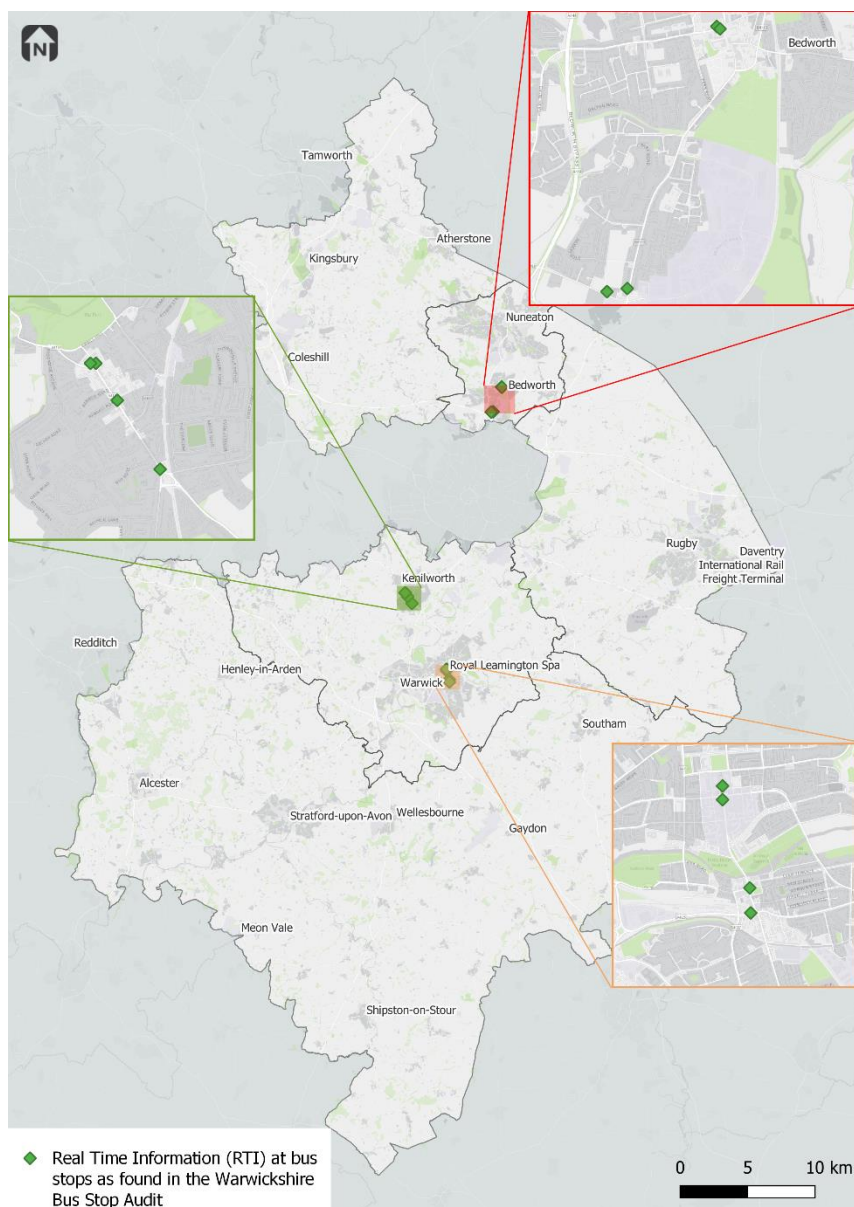 N
Bedworth
Tamworth
Atherstone
Kingsbury
Nuneaton
Coleshill
Bedworth
Rugby
Daventry
International Rail
Freight Terminal
Kenilworth
Redditch
Henley-in-Arden
Royal Leamington Spa
Warwick
Southam
Alcester
Stratford-upon-Avon
Wellesbourne
Gaydon
Meon Vale
Shipston-on-Stour
Real Time Information (RTI) at bus
stops as found in the Warwickshire
Bus Stop Audit
0 5 10 km